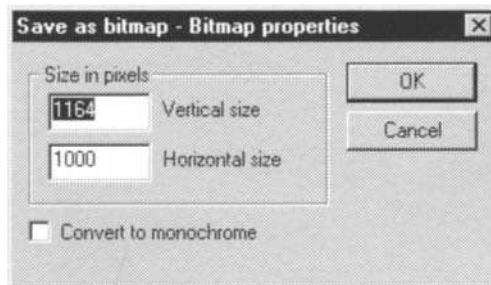 Save as bitmap - Bitmap properties
Size in pixels
1164 Vertical size
1000 Horizontal size
OK
Cancel
Convert to monochrome